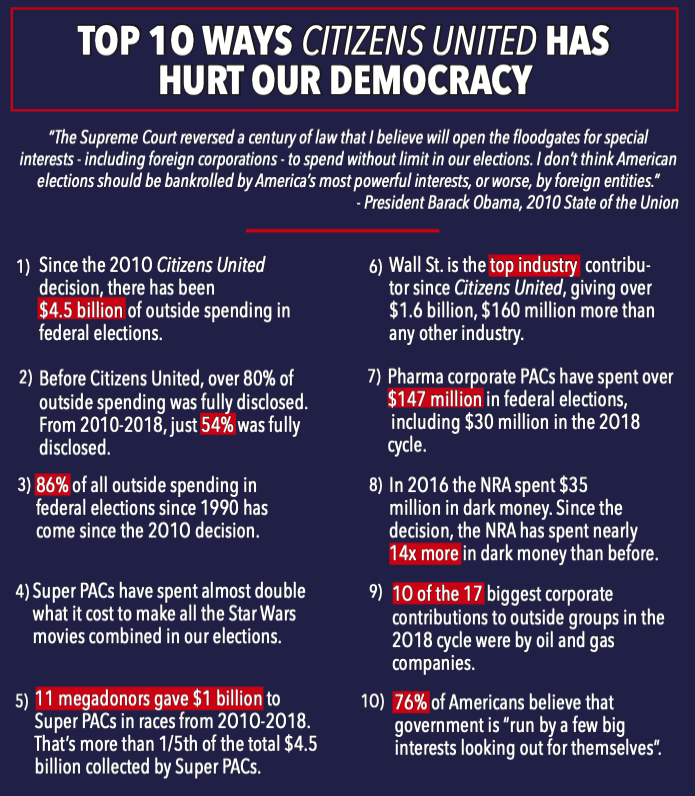 TOP 10 WAYS CITIZENS UNITED HAS
HURT OUR DEMOCRACY
“The Supreme Court reversed a century of law that I believe will open the floodgates for special
interests - including foreign corporations - to spend without limit in our elections. I don’t think American
elections should be bankrolled by America’s most powerful interests, or worse, by foreign entities.”
- President Barack Obama, 2010 State of the Union
1) Since the 2010 Citizens United
decision, there has been
$4.5 billion of outside spending in
federal elections.
2) Before Citizens United, over 80% of
outside spending was fully disclosed.
From 2010-2018, just 54% was fully
disclosed.
3) 86% of all outside spending in
federal elections since 1990 has
come since the 2010 decision.
4) Super PACs have spent almost double
what it cost to make all the Star Wars
movies combined in our elections.
5) 11 megadonors gave $1 billion to
Super PACs in races from 2010-2018.
That’s more than 1/5th of the total $4.5
billion collected by Super PACs.
6) Wall St. is the top industry contribu-
tor since Citizens United, giving over
$1.6 billion, $160 million more than
any other industry.
7) Pharma corporate PACs have spent over
$147 million in federal elections,
including $30 million in the 2018
cycle.
8) In 2016 the NRA spent $35
million in dark money. Since the
decision, the NRA has spent nearly
14x more in dark money than before.
9) 10 of the 17 biggest corporate
contributions to outside groups in the
2018 cycle were by oil and gas
companies.
10) 76% of Americans believe that
government is “run by a few big
interests looking out for themselves”.